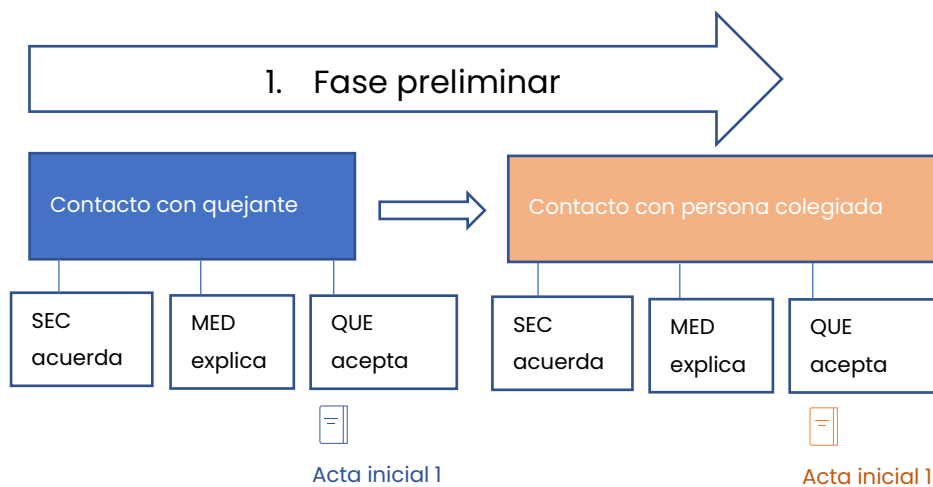 1. Fase preliminar
Contacto con quejante
Contacto con persona colegiada
SEC
acuerda
MED
explica
QUE
acepta
SEC
acuerda
MED
explica
QUE
acepta
Acta inicial 1
Acta inicial 1